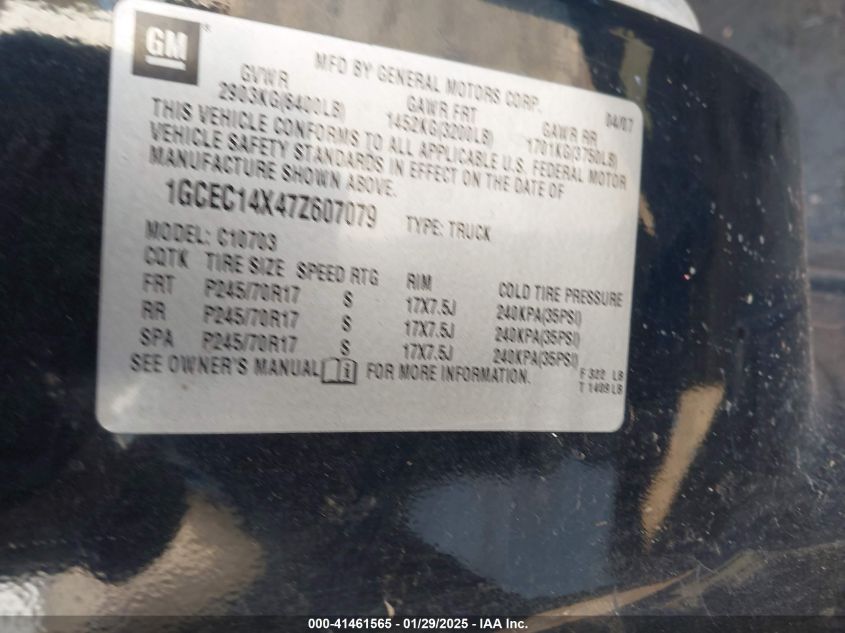 GM
MFD BY GENERAL MOTORS CORP. 04/07
GVWR GAWR FRT GAWR RR
2903KG(6400LB) 1452KG(3200LB) 1701KG(3750LB)
THIS VEHICLE CONFORMS TO ALL APPLICABLE U.S. FEDERAL MOTOR
VEHICLE SAFETY STANDARDS IN EFFECT ON THE DATE OF
MANUFACTURE SHOWN ABOVE.
1GCEC14X47Z607079 TYPE: TRUCK
MODEL: C10703
CQTK TIRE SIZE SPEED RTG RIM COLD TIRE PRESSURE
FRT P245/70R17 S 17X7.5J 240KPA(35PSI)
RR P245/70R17 S 17X7.5J 240KPA(35PSI)
SPA P245/70R17 S 17X7.5J 240KPA(35PSI)
SEE OWNER'S MANUAL i FOR MORE INFORMATION.
F 322 LB
T 1409 LB
000-41461565 | 01/29/2025 - IAA Inc.